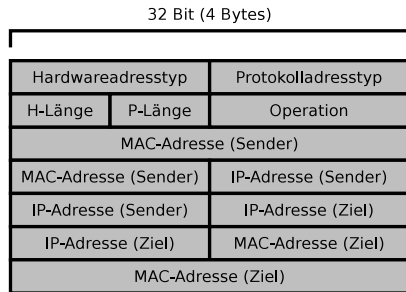 32 Bit (4 Bytes)
Hardwareadresstyp Protokolladresstyp
H-Länge P-Länge Operation
MAC-Adresse (Sender)
MAC-Adresse (Sender) IP-Adresse (Sender)
IP-Adresse (Sender) IP-Adresse (Ziel)
IP-Adresse (Ziel) MAC-Adresse (Ziel)
MAC-Adresse (Ziel)